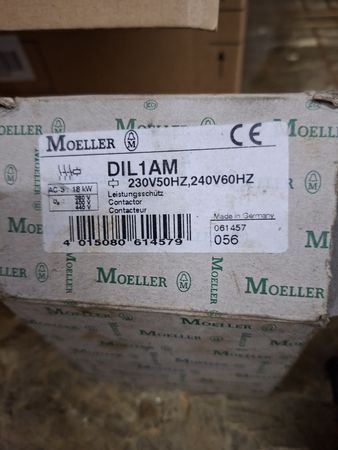 MOELLER
CE
DIL1AM
230V50HZ,240V60HZ
AC-3 18 kW
Leistungsschütz
Contactor
Contacteur
440 V
4 015080 614579
Made in Germany
061457
056
MOELLER
MOELLER
MOELLER
MOELLER
MOELLER